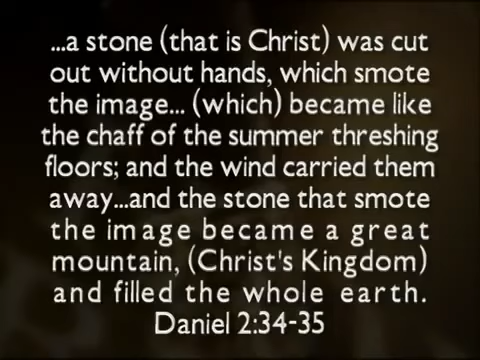 ...a stone (that is Christ) was cut
out without hands, which smote
the image... (which) became like
the chaff of the summer threshing
floors; and the wind carried them
away...and the stone that smote
the image became a great
mountain, (Christ's Kingdom)
and filled the whole earth.
Daniel 2:34-35